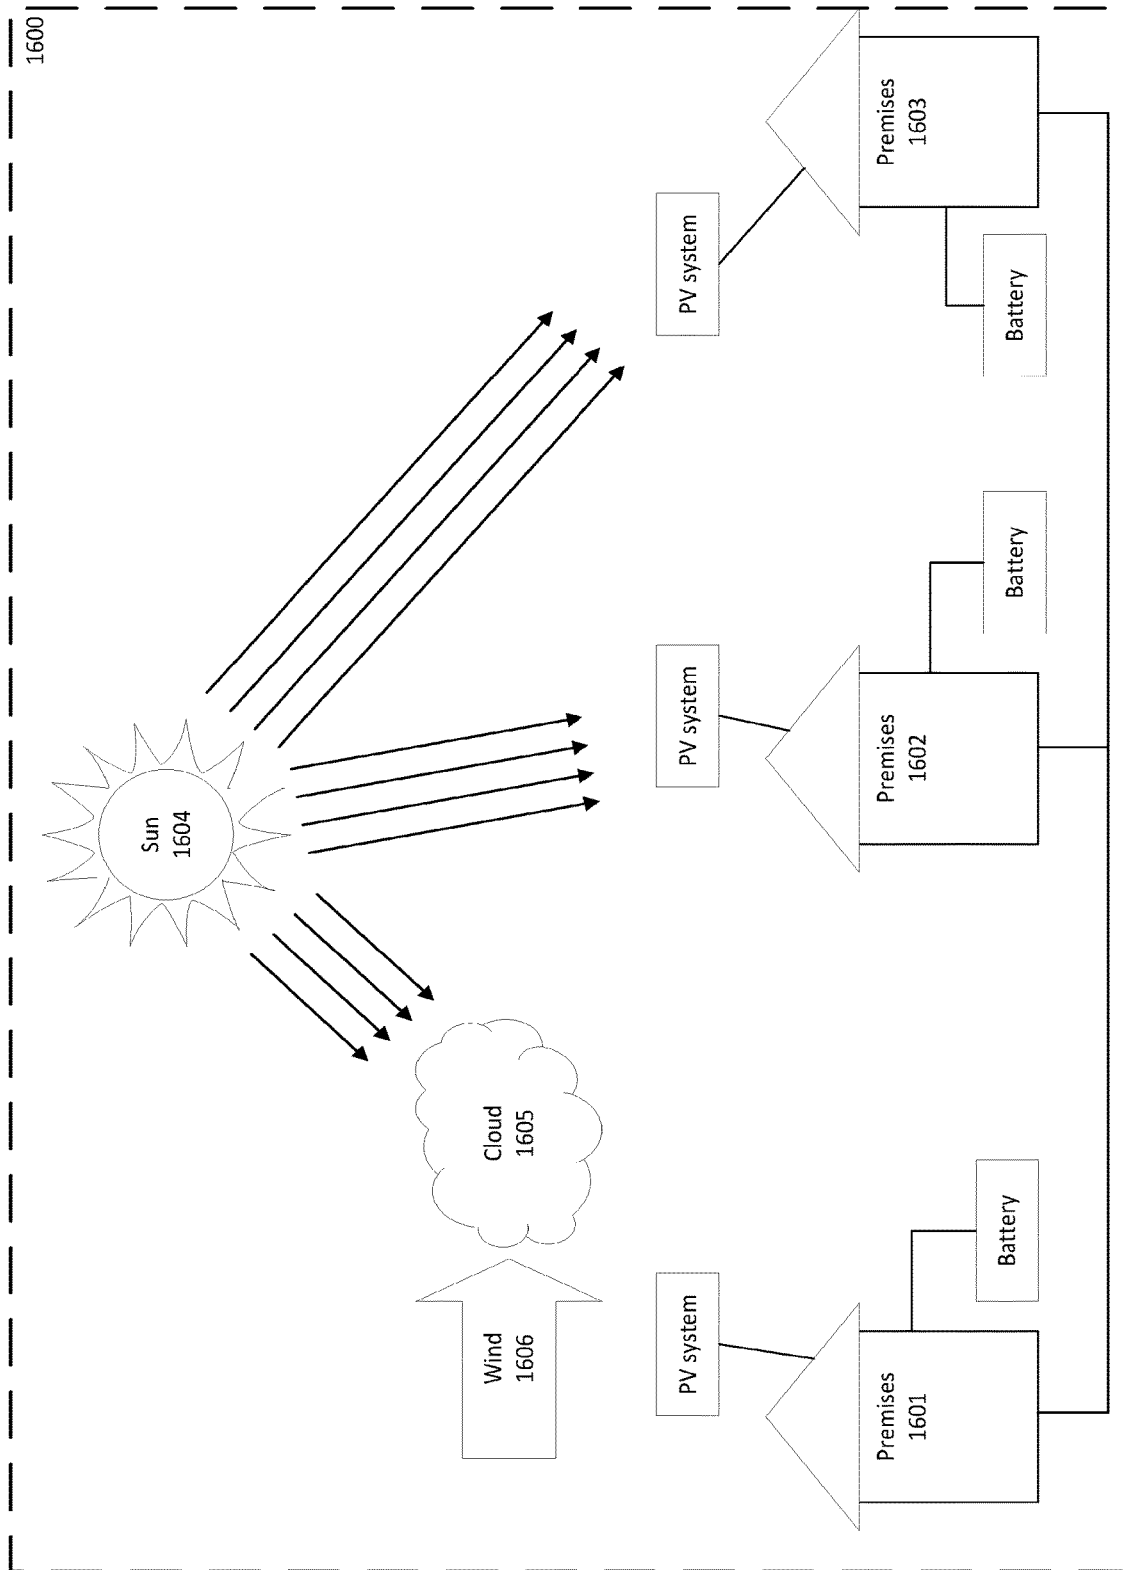 1600
Sun
1604
Cloud
1605
Wind
1606
PV system
PV system
PV system
Premises
1601
Battery
Premises
1602
Battery
Premises
1603
Battery